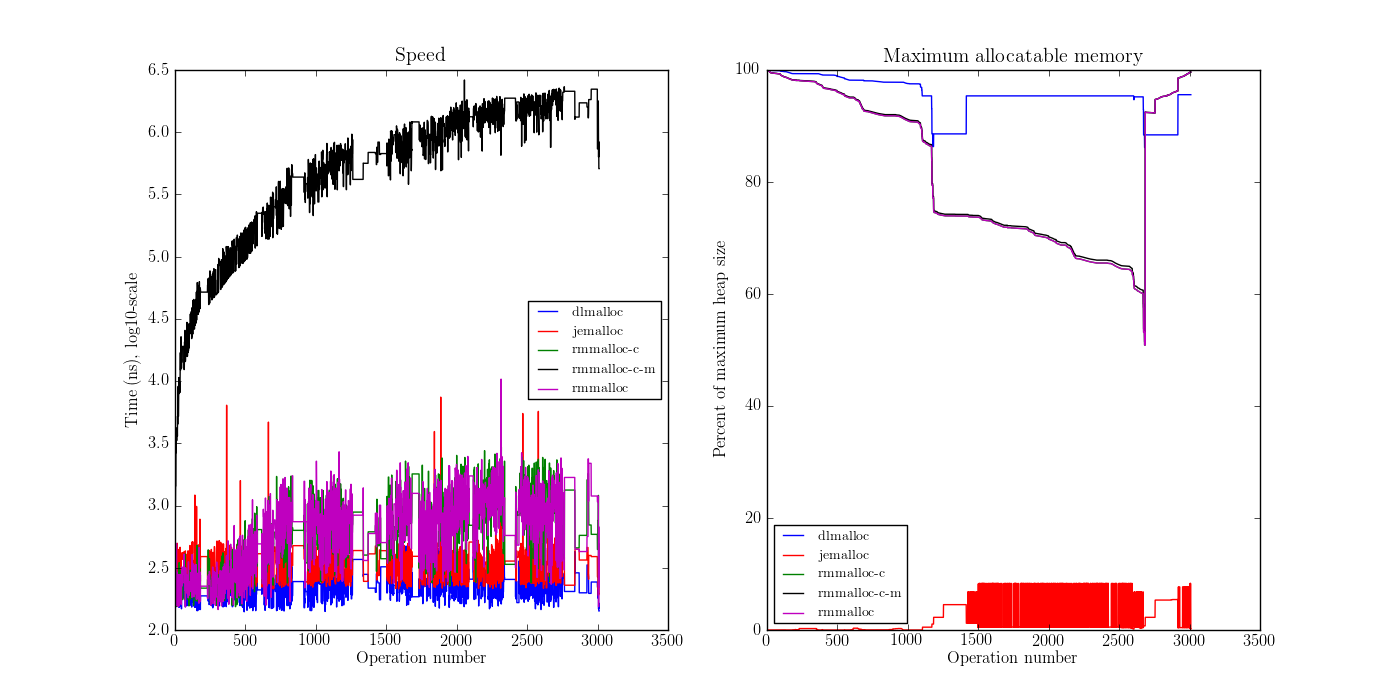 Speed
6.5
6.0
5.5
5.0
4.5
4.0
3.5
3.0
2.5
2.0
Time (ns), log10-scale
dlmalloc
jemalloc
rmmalloc-c
rmmalloc-c-m
rmmalloc
0 500 1000 1500 2000 2500 3000 3500
Operation number
Maximum allocatable memory
100
80
60
40
20
0
Percent of maximum heap size
dlmalloc
jemalloc
rmmalloc-c
rmmalloc-c-m
rmmalloc
0 500 1000 1500 2000 2500 3000 3500
Operation number